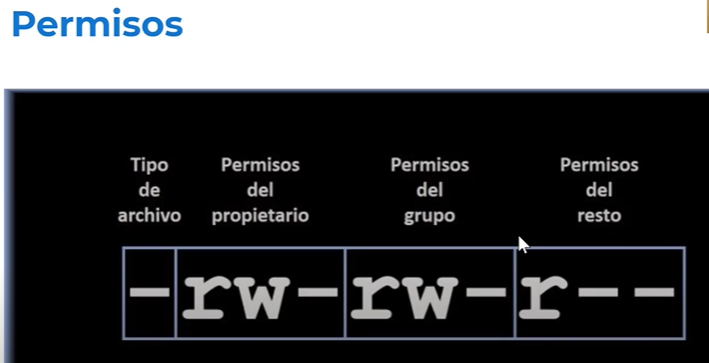 Permisos
Tipo de archivo
Permisos del propietario
Permisos del grupo
Permisos del resto
-rw-rw-r--